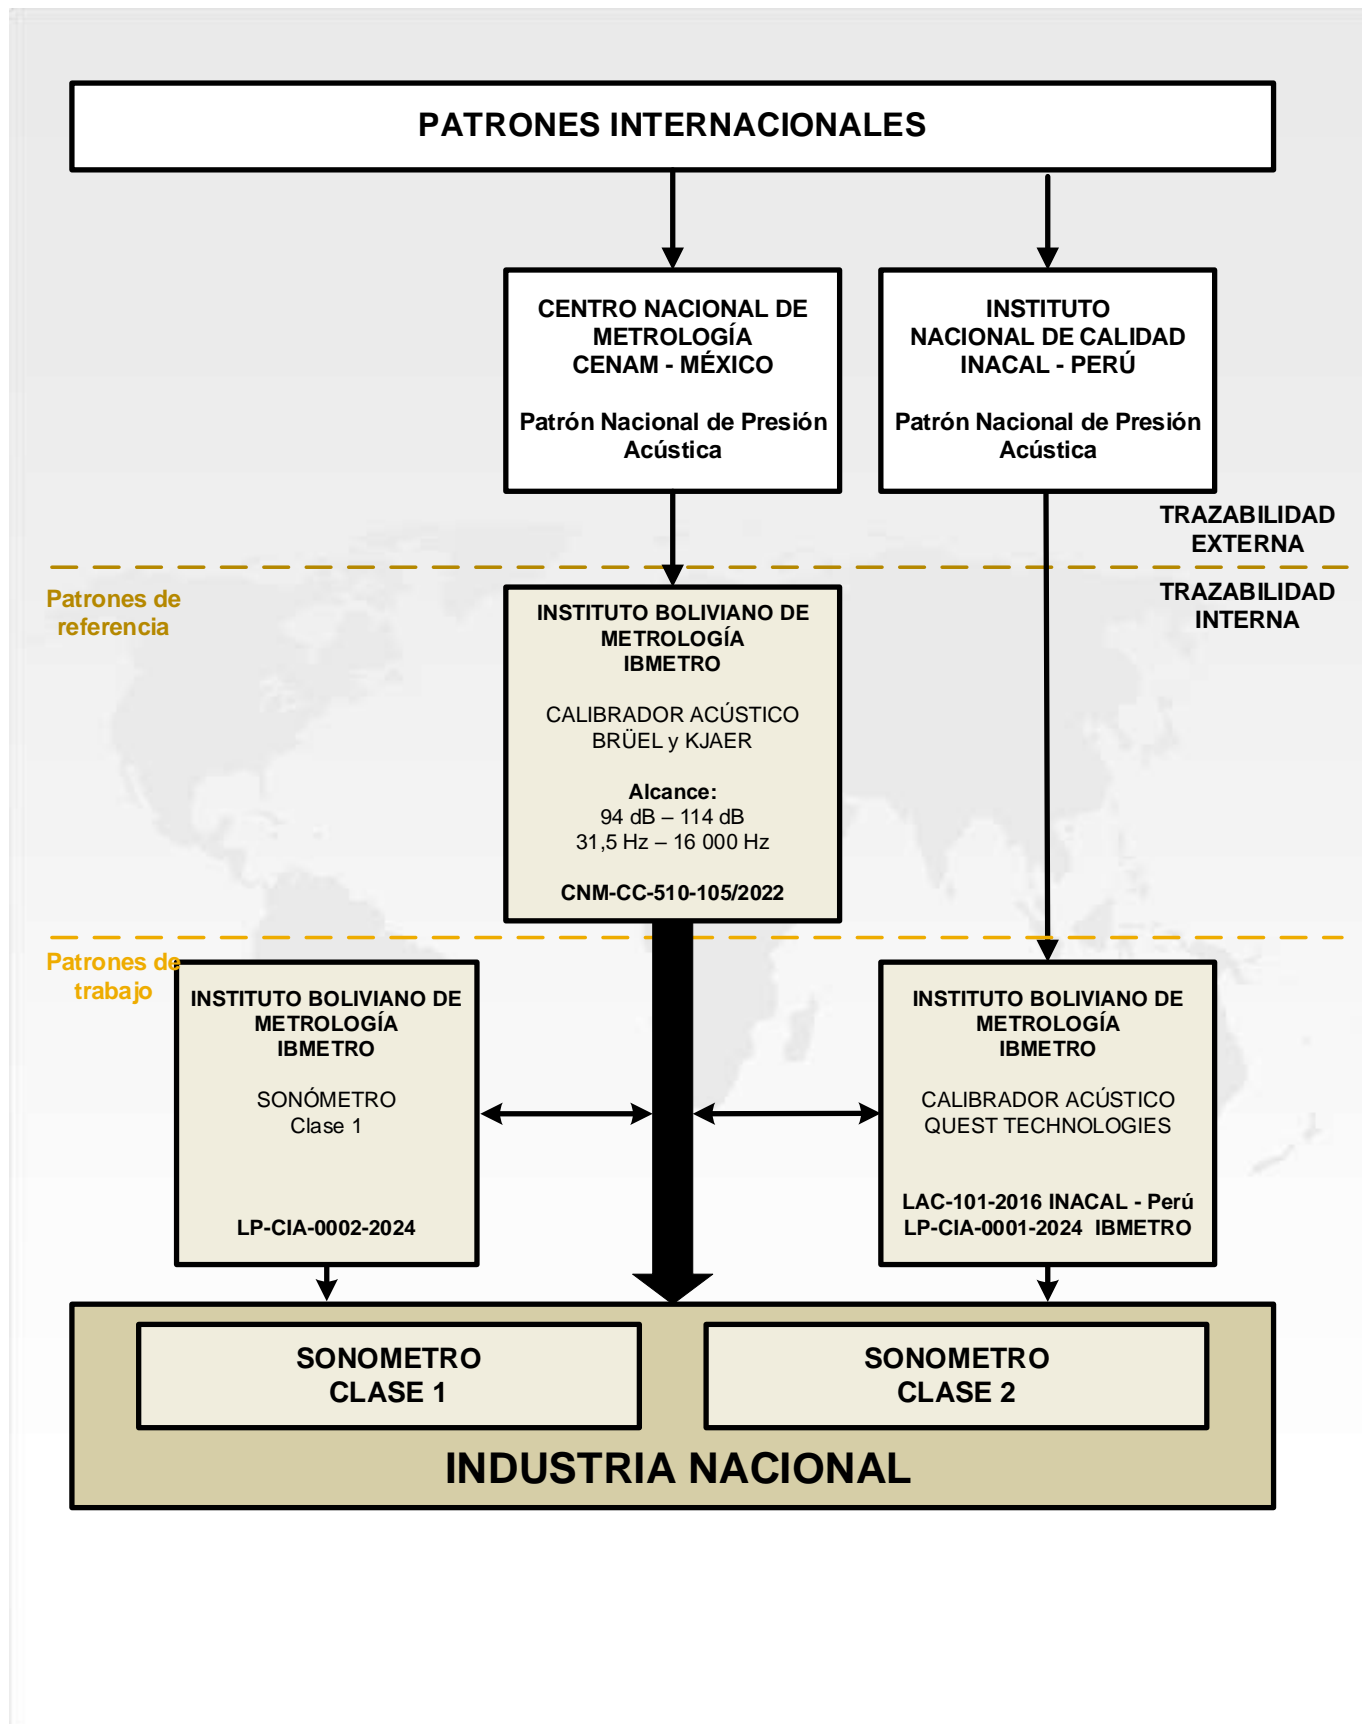 PATRONES INTERNACIONALES
CENTRO NACIONAL DE
METROLOGÍA
CENAM - MÉXICO
Patrón Nacional de Presión
Acústica
INSTITUTO
NACIONAL DE CALIDAD
INACAL - PERÚ
Patrón Nacional de Presión
Acústica
TRAZABILIDAD
EXTERNA
Patrones de
referencia
TRAZABILIDAD
INTERNA
INSTITUTO BOLIVIANO DE
METROLOGÍA
IBMETRO
CALIBRADOR ACÚSTICO
BRÜEL y KJAER
Alcance:
94 dB – 114 dB
31,5 Hz – 16 000 Hz
CNM-CC-510-105/2022
Patrones de
trabajo
INSTITUTO BOLIVIANO DE
METROLOGÍA
IBMETRO
SONÓMETRO
Clase 1
LP-CIA-0002-2024
INSTITUTO BOLIVIANO DE
METROLOGÍA
IBMETRO
CALIBRADOR ACÚSTICO
QUEST TECHNOLOGIES
LAC-101-2016 INACAL - Perú
LP-CIA-0001-2024 IBMETRO
SONOMETRO
CLASE 1
SONOMETRO
CLASE 2
INDUSTRIA NACIONAL